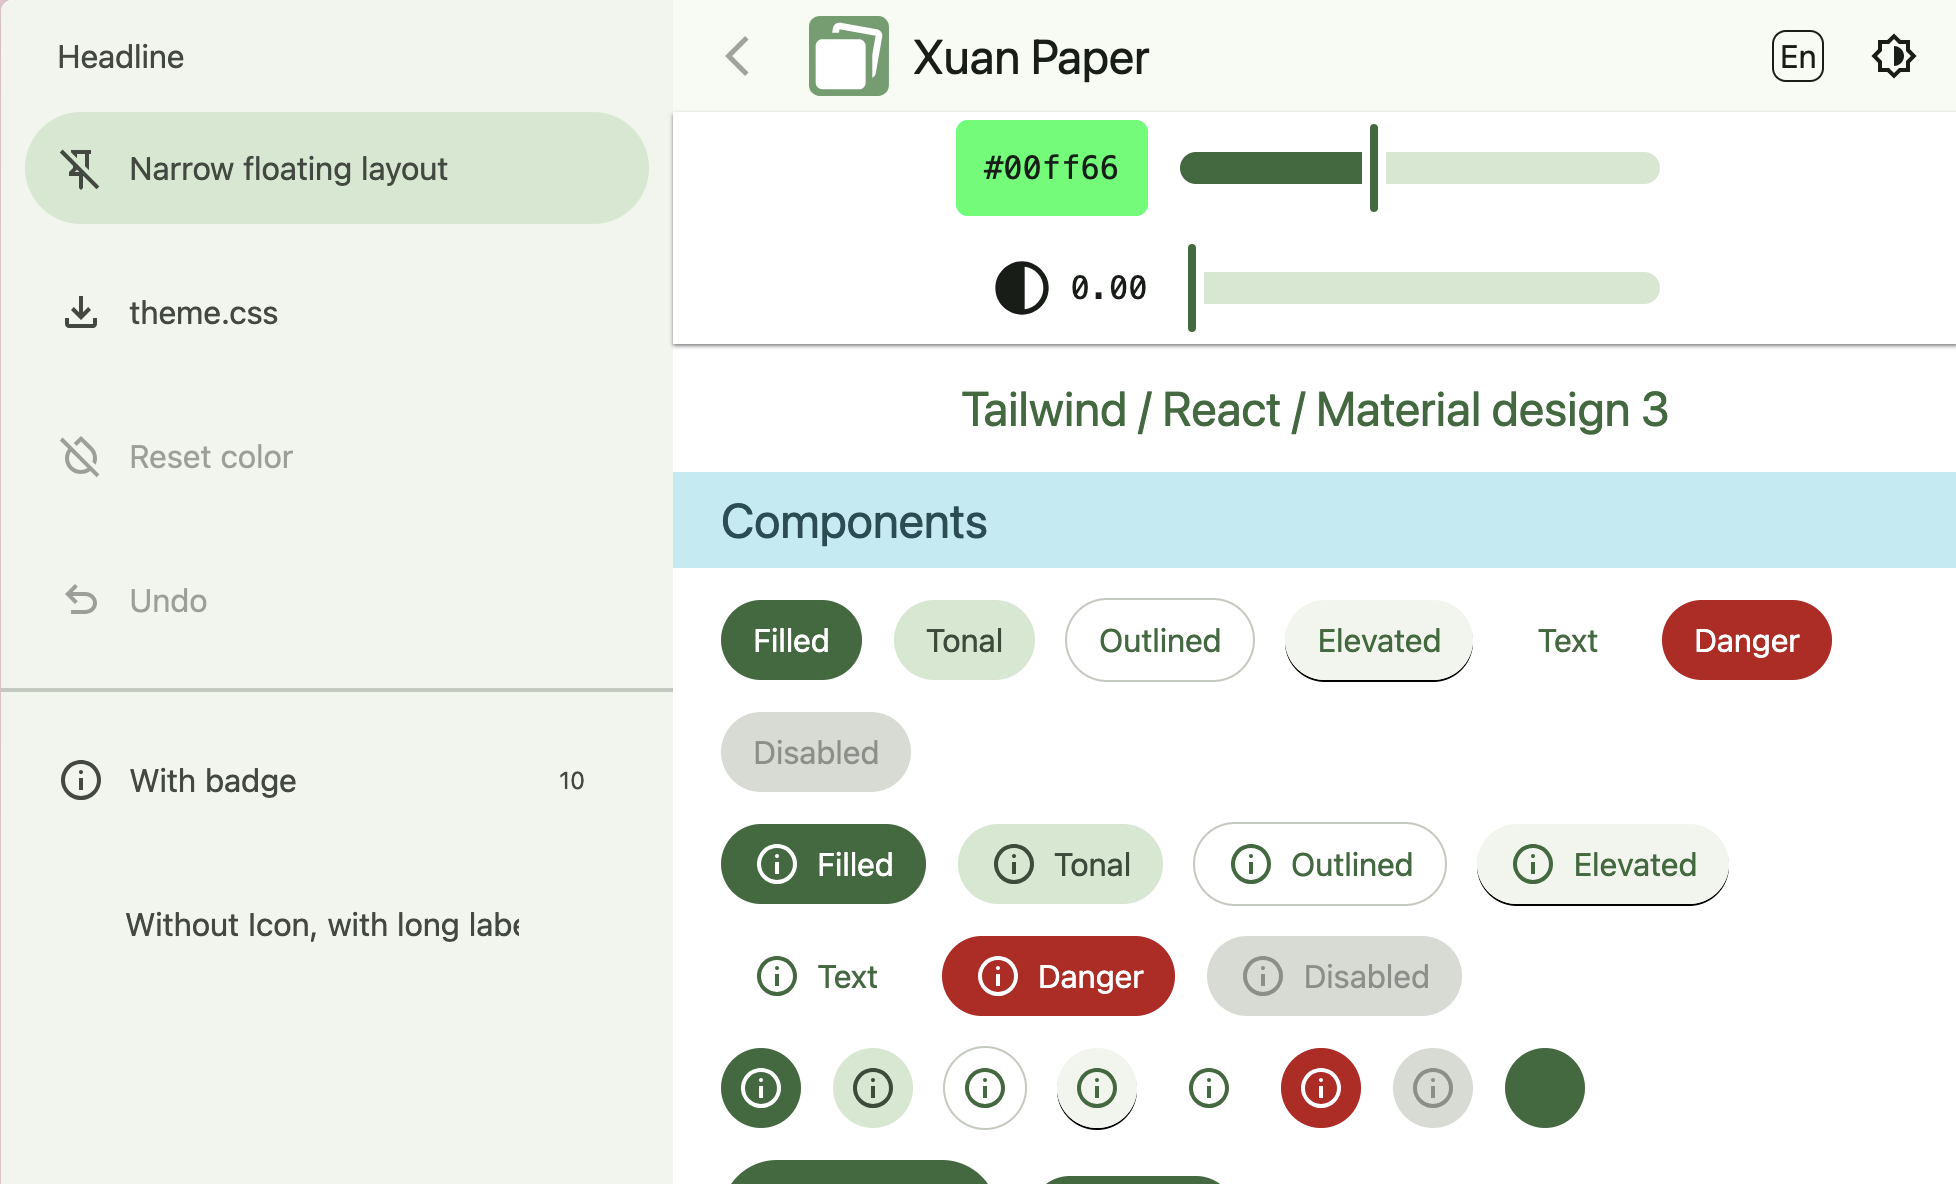 Headline
Narrow floating layout
theme.css
Reset color
Undo
With badge 10
Without Icon, with long labe
Xuan Paper
En
#00ff66
0.00
Tailwind / React / Material design 3
Components
Filled Tonal Outlined Elevated Text Danger
Disabled
Filled Tonal Outlined Elevated
Text Danger Disabled